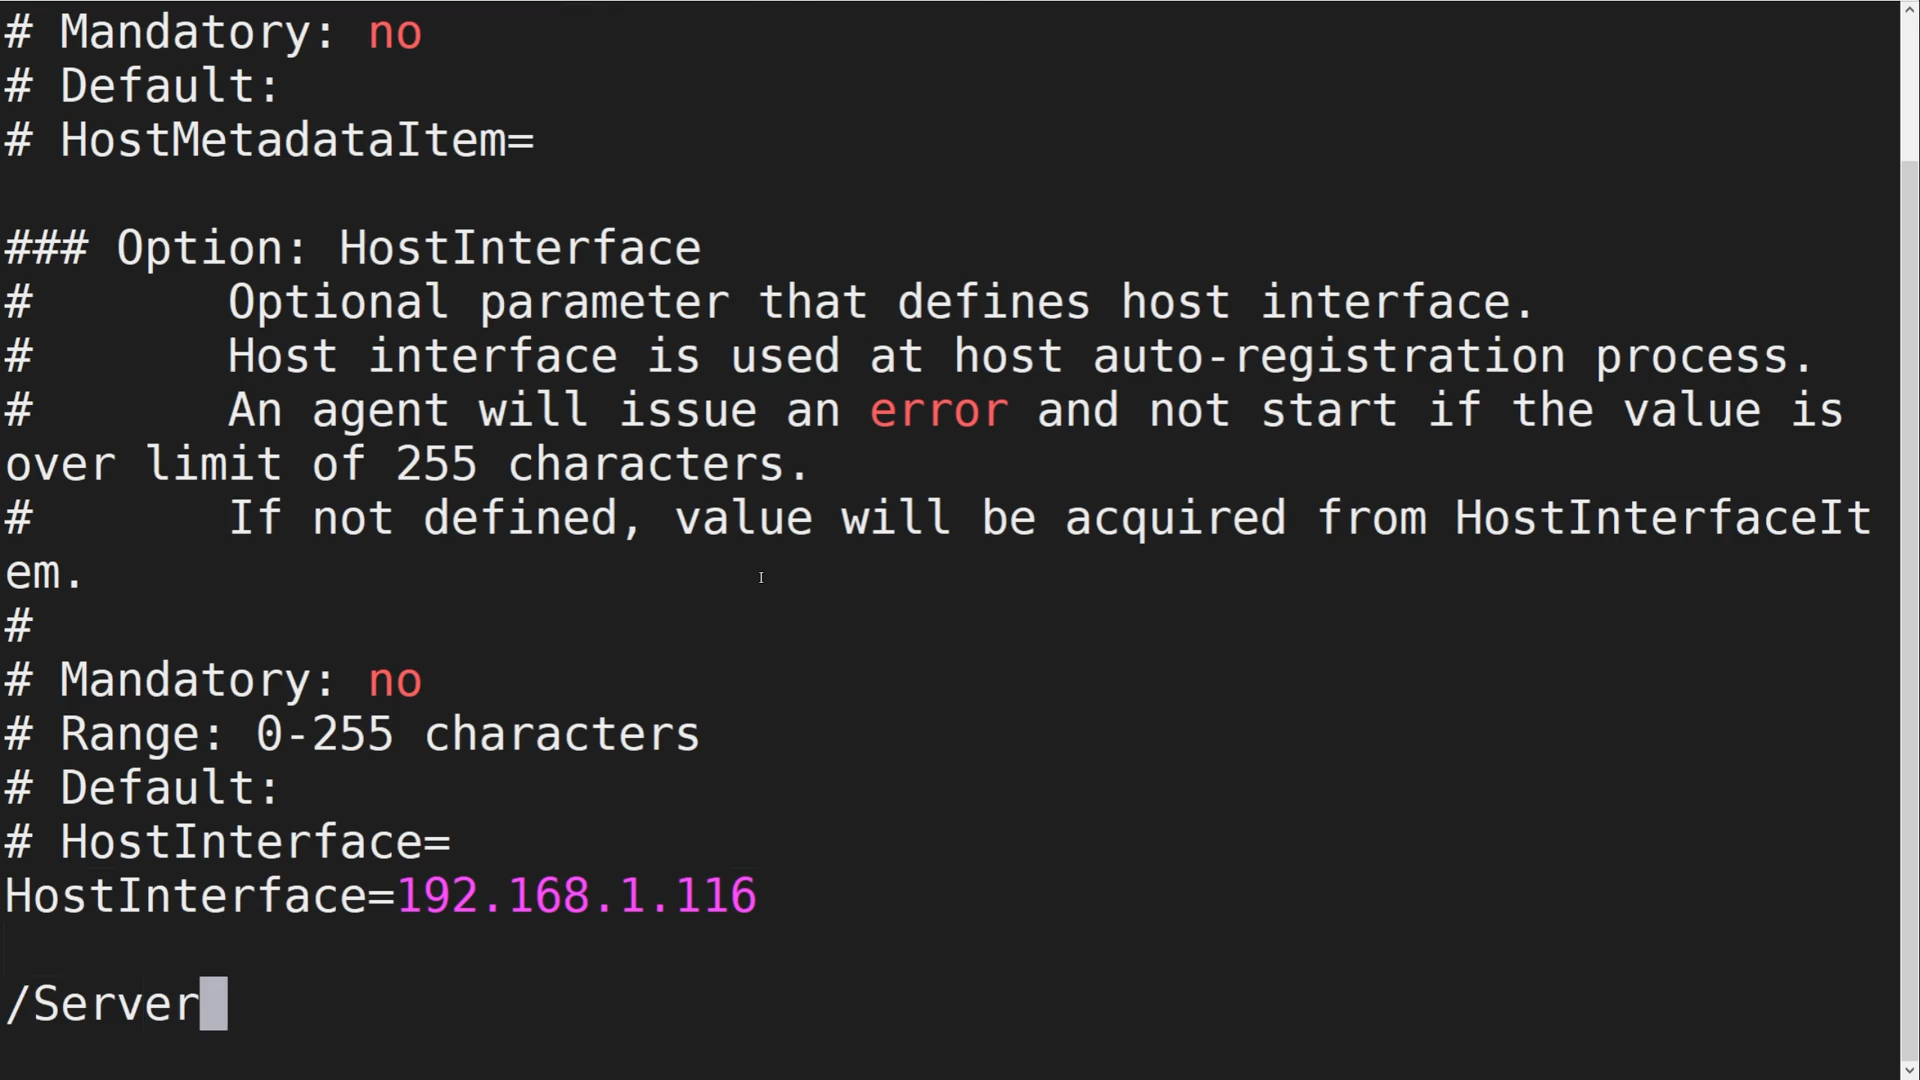 # Mandatory: no
# Default:
# HostMetadataItem=
### Option: HostInterface
#       Optional parameter that defines host interface.
#       Host interface is used at host auto-registration process.
#       An agent will issue an error and not start if the value is
over limit of 255 characters.
#       If not defined, value will be acquired from HostInterfaceIt
em.
#
# Mandatory: no
# Range: 0-255 characters
# Default:
# HostInterface=
HostInterface=192.168.1.116
/Server